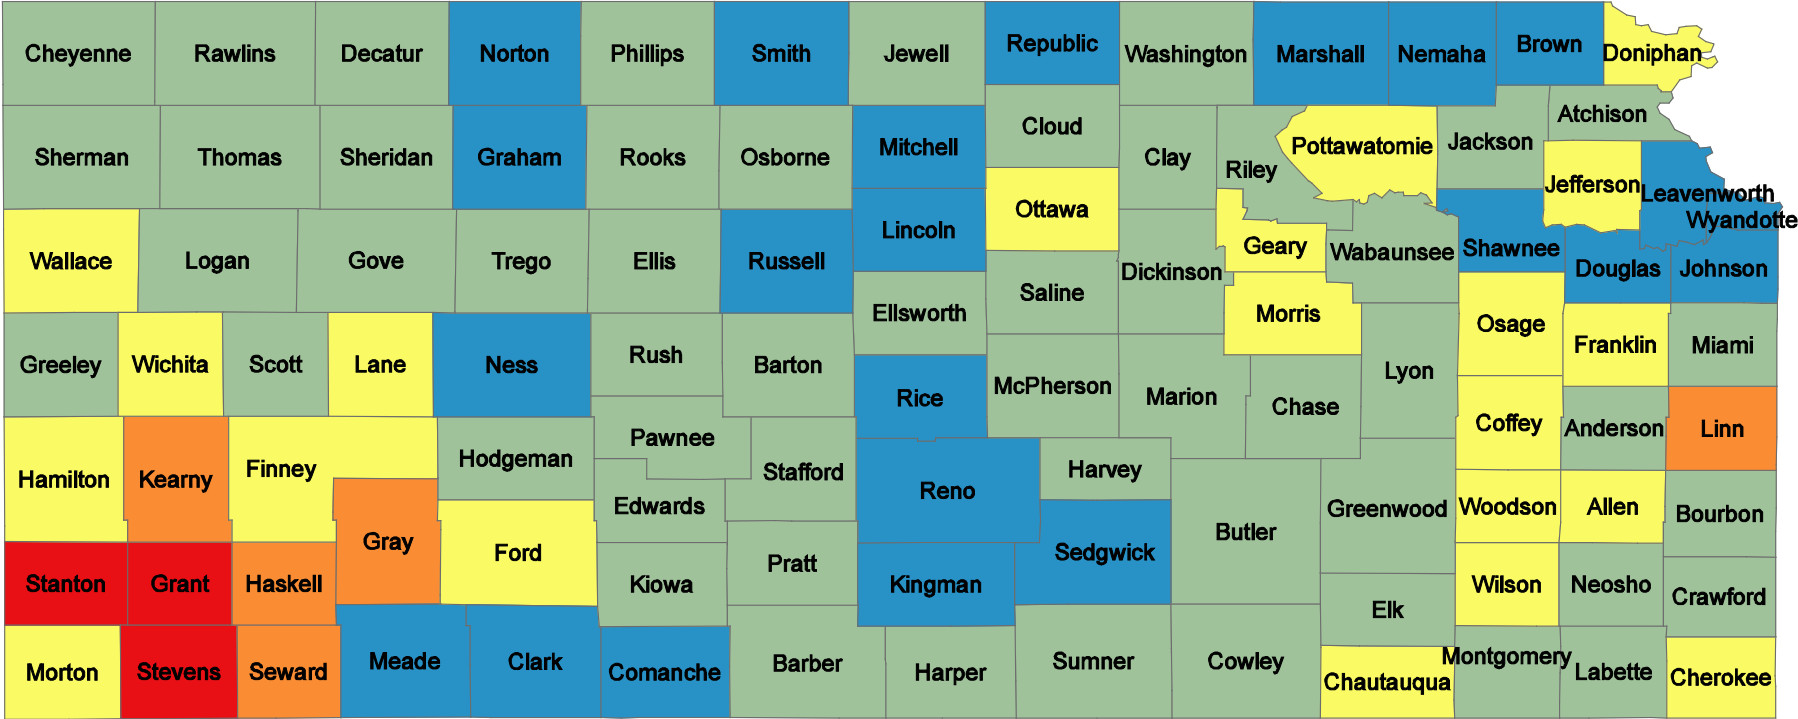 Cheyenne
Rawlins
Decatur
Norton
Phillips
Smith
Jewell
Republic
Washington
Marshall
Nemaha
Brown
Doniphan
Sherman
Thomas
Sheridan
Graham
Rooks
Osborne
Mitchell
Cloud
Clay
Riley
Pottawatomie
Jackson
Atchison
Jefferson
Leavenworth
Wyandotte
Wallace
Logan
Gove
Trego
Ellis
Russell
Lincoln
Ottawa
Saline
Dickinson
Geary
Wabaunsee
Shawnee
Douglas
Johnson
Greeley
Wichita
Scott
Lane
Ness
Rush
Barton
Ellsworth
Rice
McPherson
Marion
Morris
Chase
Lyon
Osage
Franklin
Miami
Hamilton
Kearny
Finney
Hodgeman
Pawnee
Edwards
Stafford
Reno
Harvey
Butler
Greenwood
Coffey
Anderson
Linn
Woodson
Allen
Bourbon
Stanton
Grant
Haskell
Gray
Ford
Kiowa
Pratt
Kingman
Sedgwick
Elk
Wilson
Neosho
Crawford
Morton
Stevens
Seward
Meade
Clark
Comanche
Barber
Harper
Sumner
Cowley
Chautauqua
Montgomery
Labette
Cherokee